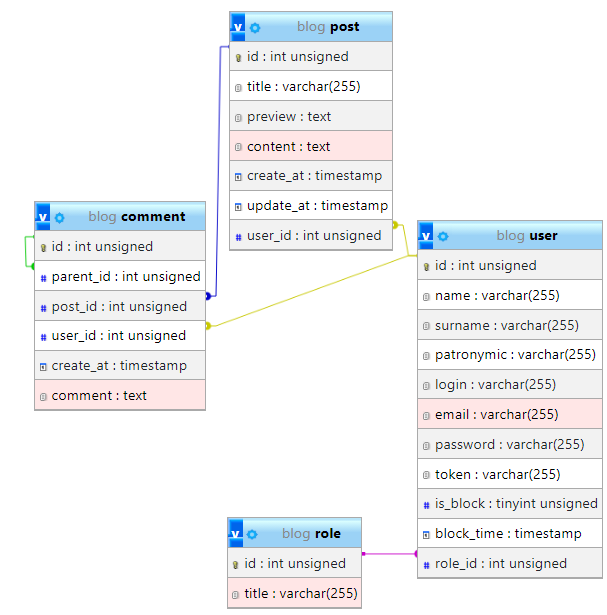 v blog post
id : int unsigned
title : varchar(255)
preview : text
content : text
create_at : timestamp
update_at : timestamp
# user_id : int unsigned
v blog comment
id : int unsigned
# parent_id : int unsigned
# post_id : int unsigned
# user_id : int unsigned
create_at : timestamp
comment : text
v blog user
id : int unsigned
name : varchar(255)
surname : varchar(255)
patronymic : varchar(255)
login : varchar(255)
email : varchar(255)
password : varchar(255)
token : varchar(255)
# is_block : tinyint unsigned
block_time : timestamp
# role_id : int unsigned
v blog role
id : int unsigned
title : varchar(255)